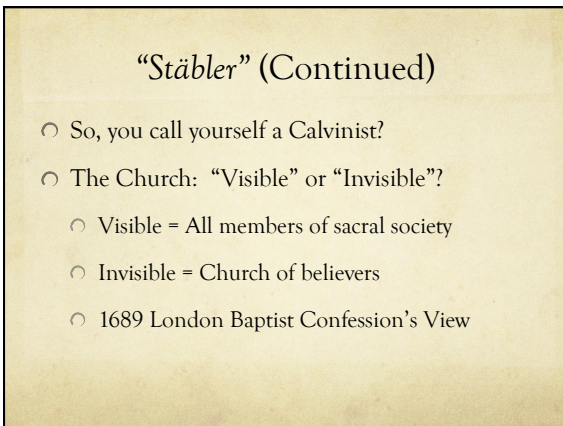 “Stäbler” (Continued)
So, you call yourself a Calvinist?
The Church: “Visible” or “Invisible”?
Visible = All members of sacral society
Invisible = Church of believers
1689 London Baptist Confession’s View